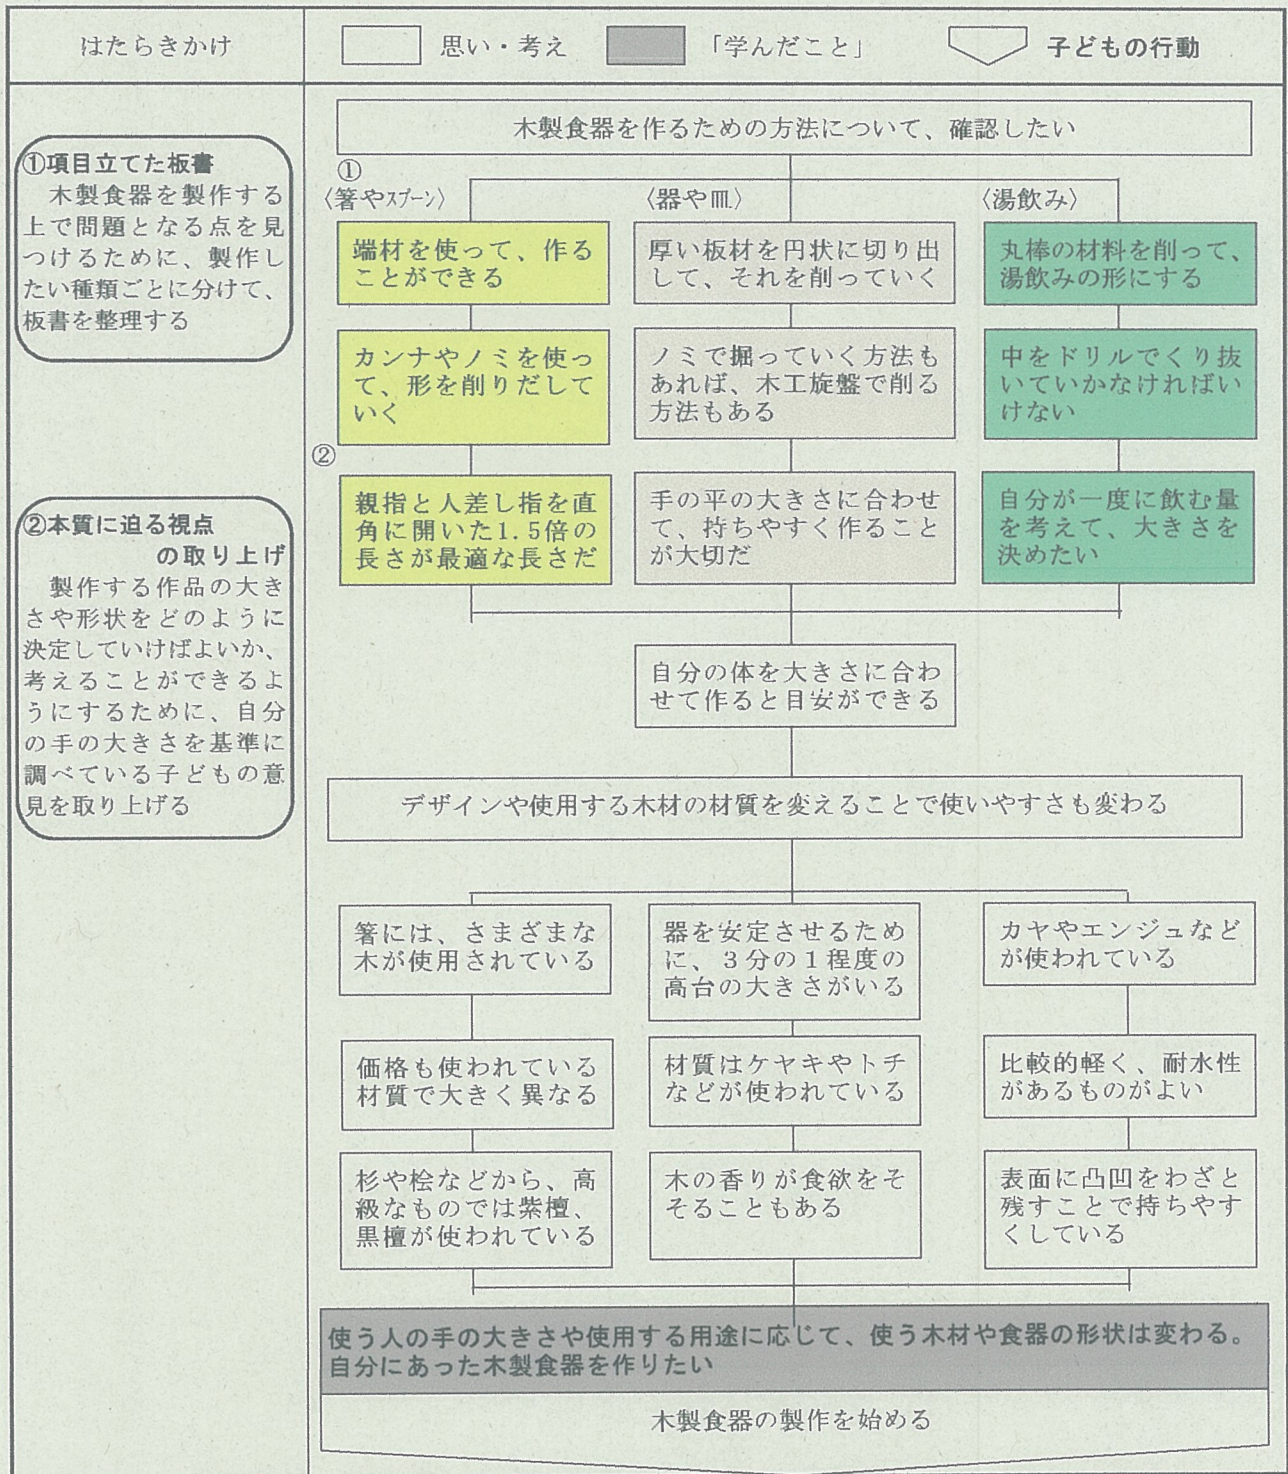 はたらきかけ
思い・考え
「学んだこと」
子どもの行動
①項目立てた板書
木製食器を製作する
上で問題となる点を見
つけるために、製作し
たい種類ごとに分けて、
板書を整理する
②本質に迫る視点
の取り上げ
製作する作品の大き
さや形状をどのように
決定していけばよいか、
考えることができるよ
うにするために、自分
の手の大きさを基準に
調べている子どもの意
見を取り上げる
木製食器を作るための方法について、確認したい
①
〈箸やスプーン〉
〈器や皿〉
〈湯飲み〉
端材を使って、作る
ことができる
厚い板材を円状に切り出
して、それを削っていく
丸棒の材料を削って、
湯飲みの形にする
カンナやノミを使っ
て、形を削りだして
いく
ノミで掘っていく方法も
あれば、木工旋盤で削る
方法もある
中をドリルでくり抜
いていかなければい
けない
②
親指と人差し指を直
角に開いた1.5倍の
長さが最適な長さだ
手の平の大きさに合わせ
て、持ちやすく作ること
が大切だ
自分が一度に飲む量
を考えて、大きさを
決めたい
自分の体を大きさに合わ
せて作ると目安ができる
デザインや使用する木材の材質を変えることで使いやすさも変わる
箸には、さまざまな
木が使用されている
器を安定させるため
に、３分の１程度の
高台の大きさがいる
カヤやエンジュなど
が使われている
価格も使われている
材質で大きく異なる
材質はケヤキやトチ
などが使われている
比較的軽く、耐水性
があるものがよい
杉や桧などから、高
級なものでは紫檀、
黒檀が使われている
木の香りが食欲をそ
そることもある
表面に凸凹をわざと
残すことで持ちやす
くしている
使う人の手の大きさや使用する用途に応じて、使う木材や食器の形状は変わる。
自分にあった木製食器を作りたい
木製食器の製作を始める